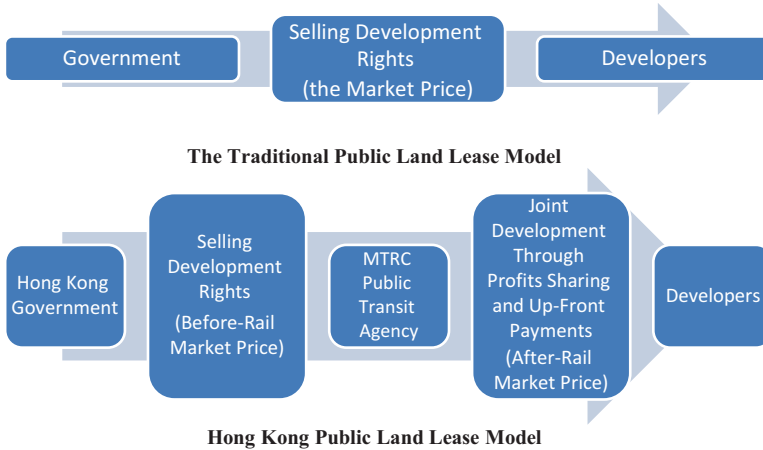 Government
Selling Development
Rights
(the Market Price)
Developers
The Traditional Public Land Lease Model
Hong Kong
Government
Selling
Development
Rights
(Before-Rail
Market Price)
MTRC
Public
Transit
Agency
Joint
Development
Through
Profits Sharing
and Up-Front
Payments
(After-Rail
Market Price)
Developers
Hong Kong Public Land Lease Model